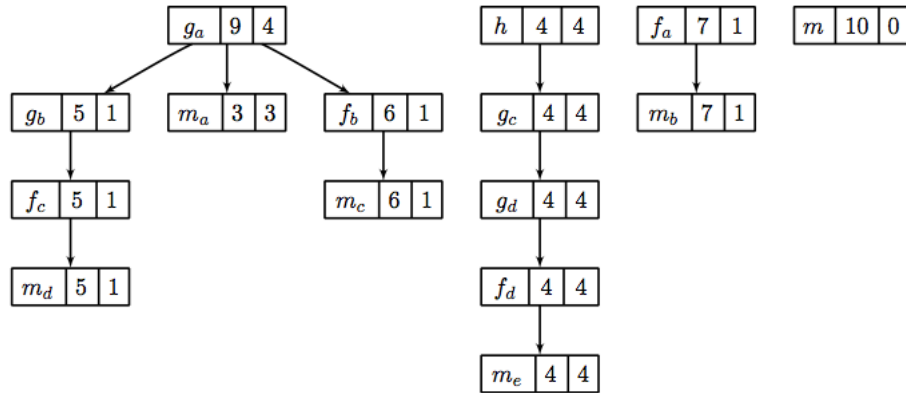 g_a 9 4 h 4 4 f_a 7 1 m 10 0
g_b 5 1 m_a 3 3 f_b 6 1 g_c 4 4 m_b 7 1
f_c 5 1 m_c 6 1 g_d 4 4
m_d 5 1 f_d 4 4
m_e 4 4